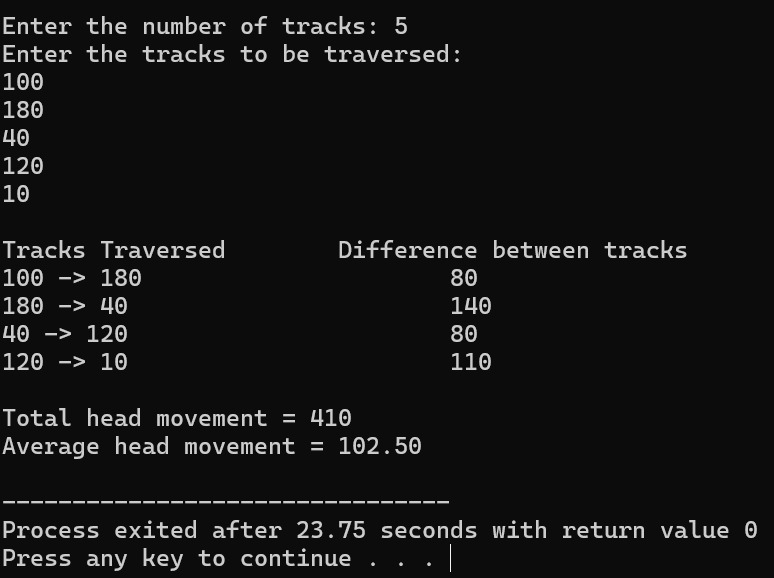 Enter the number of tracks: 5
Enter the tracks to be traversed:
100
180
40
120
10
Tracks Traversed        Difference between tracks
100 -> 180                      80
180 -> 40                       140
40 -> 120                       80
120 -> 10                       110
Total head movement = 410
Average head movement = 102.50
--------------------------------
Process exited after 23.75 seconds with return value 0
Press any key to continue . . .